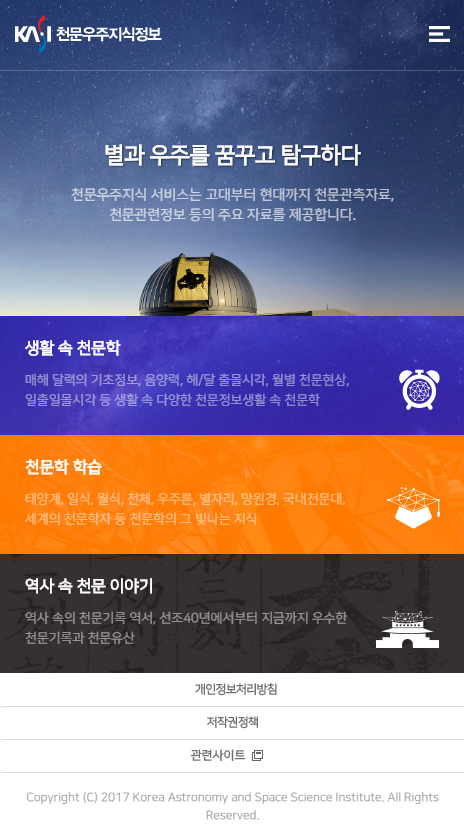 KASI 천문우주지식정보
별과 우주를 꿈꾸고 탐구하다
천문우주지식 서비스는 고대부터 현대까지 천문관측자료,
천문관련정보 등의 주요 자료를 제공합니다.
생활 속 천문학
매해 달력의 기초정보, 음양력, 해/달 출몰시각, 월별 천문현상,
일출일몰시각 등 생활 속 다양한 천문정보생활 속 천문학
천문학 학습
태양계, 일식, 월식, 천체, 우주론, 별자리, 망원경, 국내천문대,
세계의 천문학자 등 천문학의 그 빛나는 지식
역사 속 천문 이야기
역사 속의 천문기록 역서, 선조40년에서부터 지금까지 우수한
천문기록과 천문유산
개인정보처리방침
저작권정책
관련사이트
Copyright (C) 2017 Korea Astronomy and Space Science Institute. All Rights
Reserved.